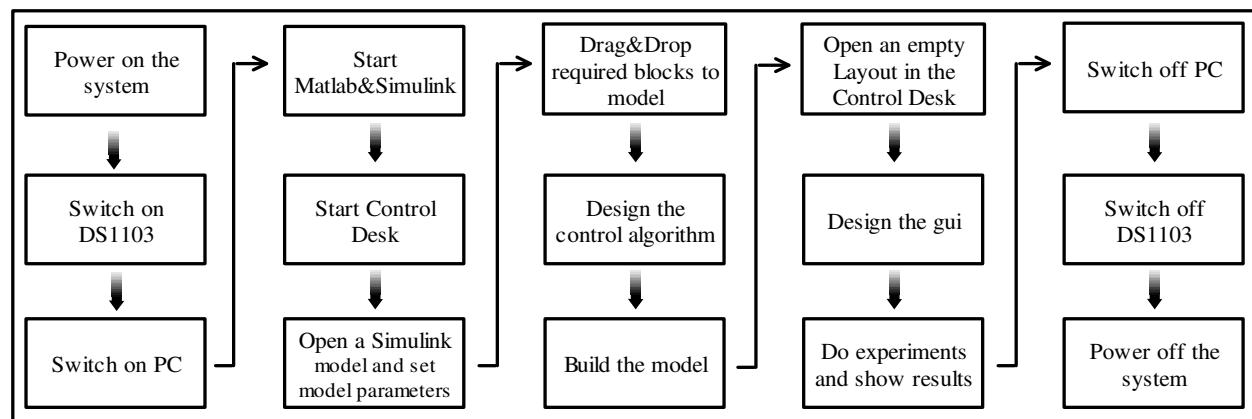 Power on the
system
Switch on
DS1103
Switch on PC
Start
Matlab&Simulink
Start Control
Desk
Open a Simulink
model and set
model parameters
Drag&Drop
required blocks to
model
Design the
control algorithm
Build the model
Open an empty
Layout in the
Control Desk
Design the gui
Do experiments
and show results
Switch off PC
Switch off
DS1103
Power off the
system